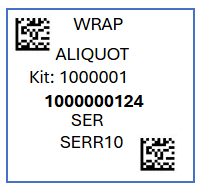 WRAP
ALIQUOT
Kit: 1000001
1000000124
SER
SERR10